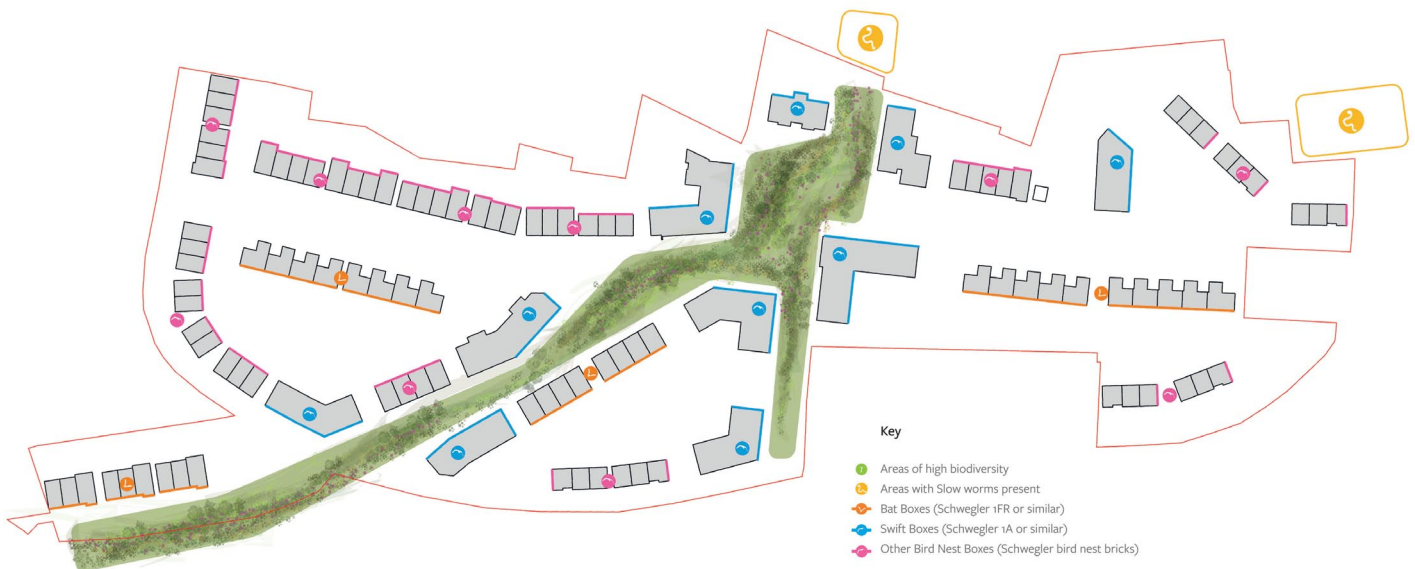 Key
Areas of high biodiversity
Areas with Slow worms present
Bat Boxes (Schwegler 1FR or similar)
Swift Boxes (Schwegler 1A or similar)
Other Bird Nest Boxes (Schwegler bird nest bricks)